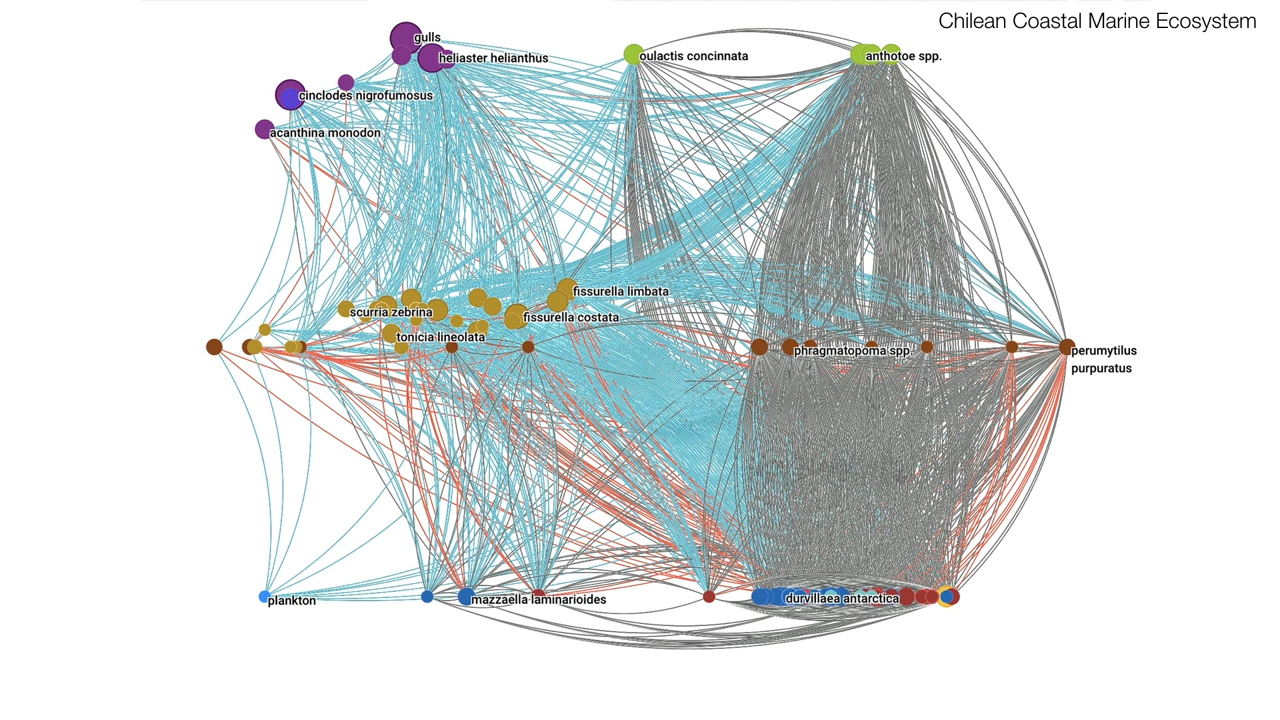 Chilean Coastal Marine Ecosystem
gulls
heliaster helianthus
oulactis concinnata
anthotoe spp.
cinclodes nigrofumosus
acanthina monodon
fissurella limbata
scurria zebrina
fissurella costata
tonicia lineolata
phragmatopoma spp.
perumytilus
purpuratus
plankton
mazzaella laminarioides
durvillaea antarctica